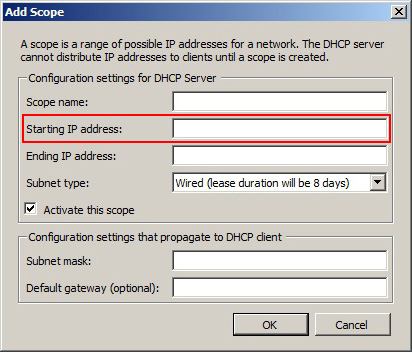 Add Scope
A scope is a range of possible IP addresses for a network. The DHCP server
cannot distribute IP addresses to clients until a scope is created.
Configuration settings for DHCP Server
Scope name:
Starting IP address:
Ending IP address:
Subnet type: Wired (lease duration will be 8 days)
Activate this scope
Configuration settings that propagate to DHCP client
Subnet mask:
Default gateway (optional):
OK Cancel